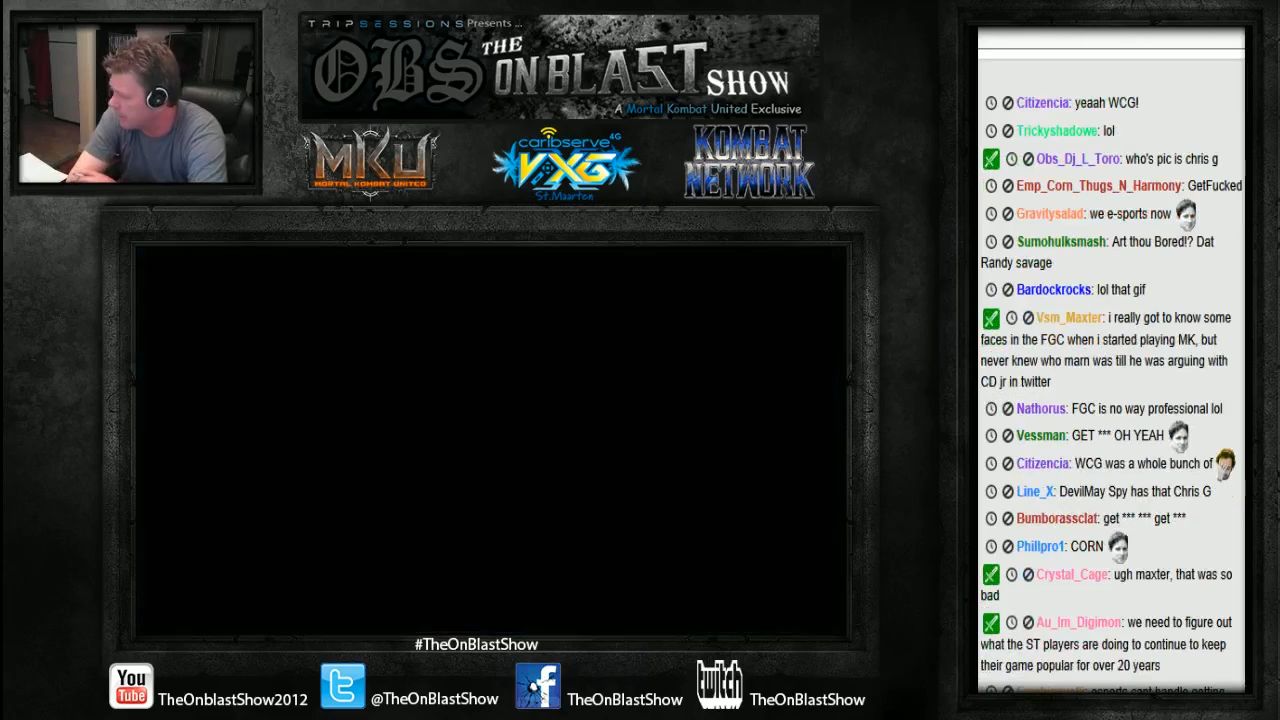 TRIPSESSIONS Presents ...
OBS THE ON BLAST SHOW
A Mortal Kombat United Exclusive
MKU
MORTAL KOMBAT UNITED
caribserve 4G
VXG
St.Maarten
KOMBAT
NETWORK
Citizencia: yeaah WCG!
Trickyshadowe: lol
Obs_Dj_L_Toro: who's pic is chris g
Emp_Corn_Thugs_N_Harmony: GetFucked
Gravitysalad: we e-sports now
Sumohulksmash: Art thou Bored!? Dat
Randy savage
Bardockrocks: lol that gif
Vsm_Maxter: i really got to know some
faces in the FGC when i started playing MK, but
never knew who marn was till he was arguing with
CD jr in twitter
Nathorus: FGC is no way professional lol
Vessman: GET *** OH YEAH
Citizencia: WCG was a whole bunch of
Line_X: DevilMay Spy has that Chris G
Bumborassclat: get *** *** get ***
Phillpro1: CORN
Crystal_Cage: ugh maxter, that was so
bad
Au_Im_Digimon: we need to figure out
what the ST players are doing to continue to keep
their game popular for over 20 years
#TheOnBlastShow
You Tube TheOnblastShow2012
@TheOnBlastShow
TheOnBlastShow
twitch TheOnBlastShow